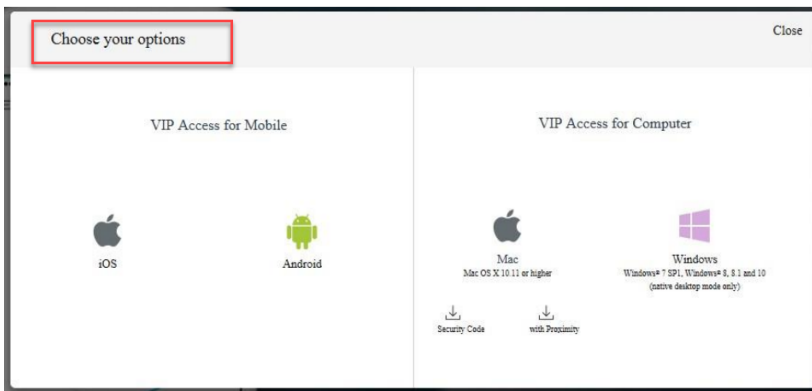 Choose your options
Close
VIP Access for Mobile
VIP Access for Computer
iOS
Android
Mac
Mac OS X 10.11 or higher
Windows
Windows® 7 SP1, Windows® 8, 8.1 and 10
(native desktop mode only)
Security Code
with Proximity